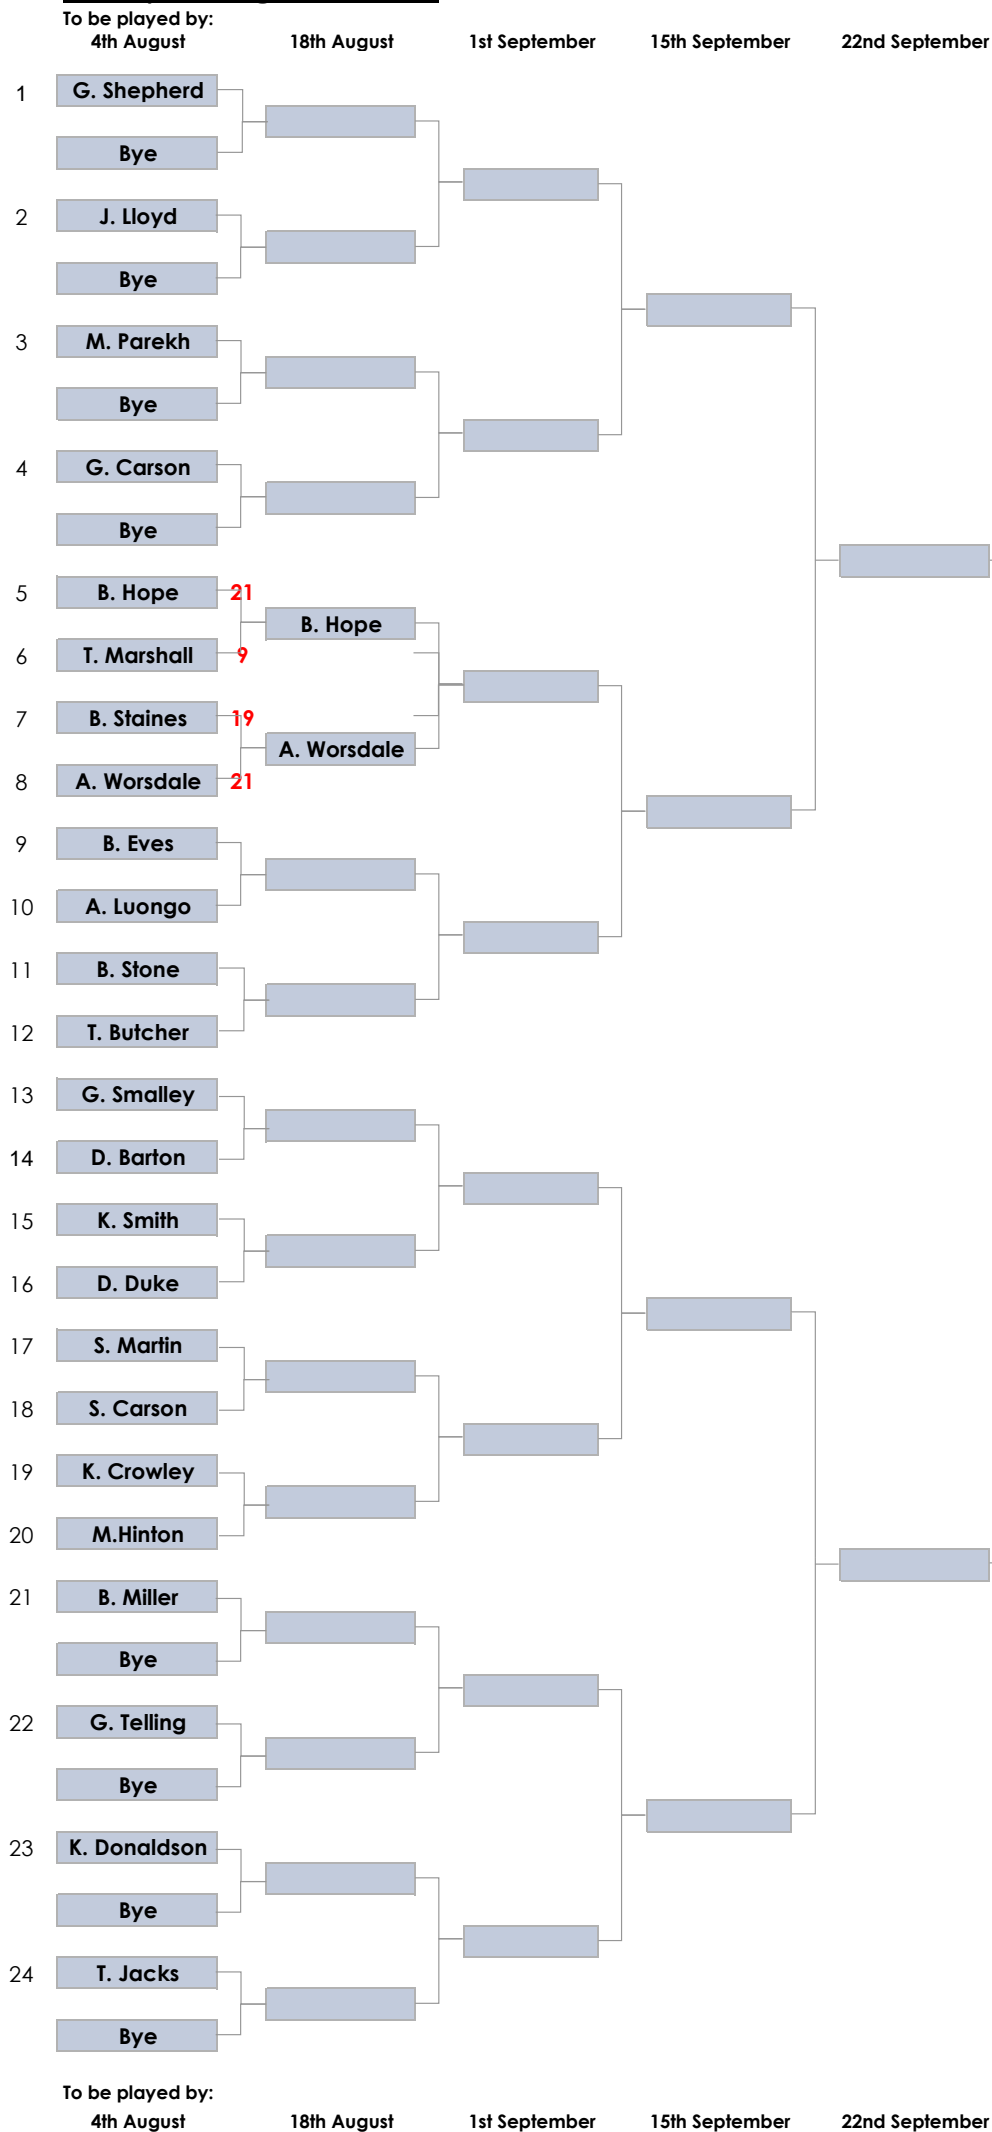 To be played by:
4th August 18th August 1st September 15th September 22nd September
1 G. Shepherd
Bye
2 J. Lloyd
Bye
3 M. Parekh
Bye
4 G. Carson
Bye
5 B. Hope 21
B. Hope
6 T. Marshall 9
7 B. Staines 19
A. Worsdale
8 A. Worsdale 21
9 B. Eves
10 A. Luongo
11 B. Stone
12 T. Butcher
13 G. Smalley
14 D. Barton
15 K. Smith
16 D. Duke
17 S. Martin
18 S. Carson
19 K. Crowley
20 M.Hinton
21 B. Miller
Bye
22 G. Telling
Bye
23 K. Donaldson
Bye
24 T. Jacks
Bye
To be played by:
4th August 18th August 1st September 15th September 22nd September